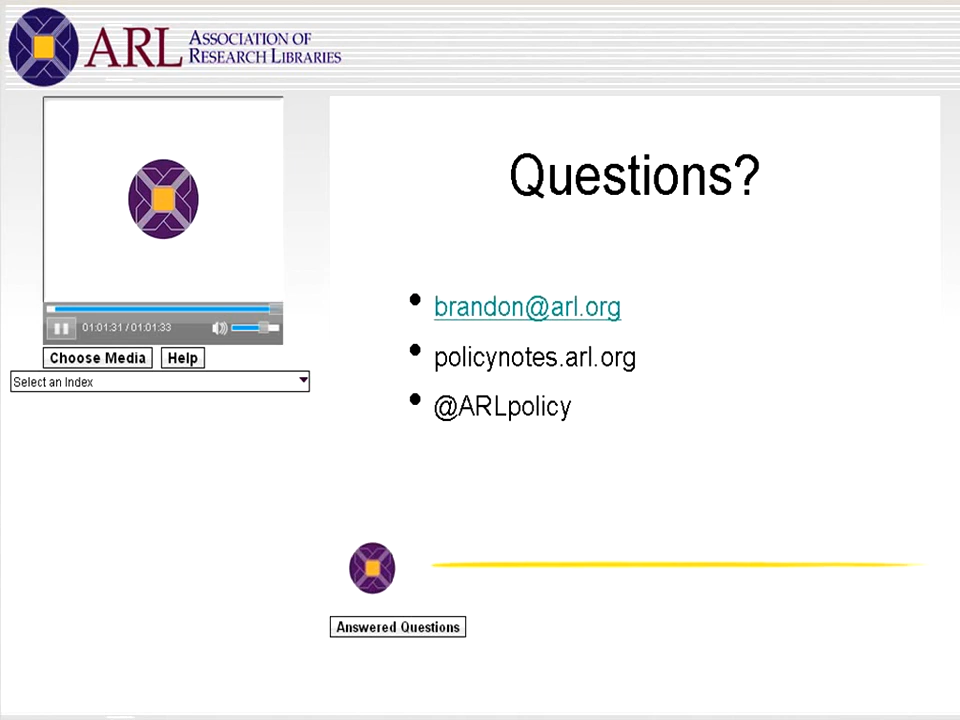 ARL ASSOCIATION OF
RESEARCH LIBRARIES
01:01:31 / 01:01:33
Choose Media Help
Select an Index
Questions?
• brandon@arl.org
• policynotes.arl.org
• @ARLpolicy
Answered Questions